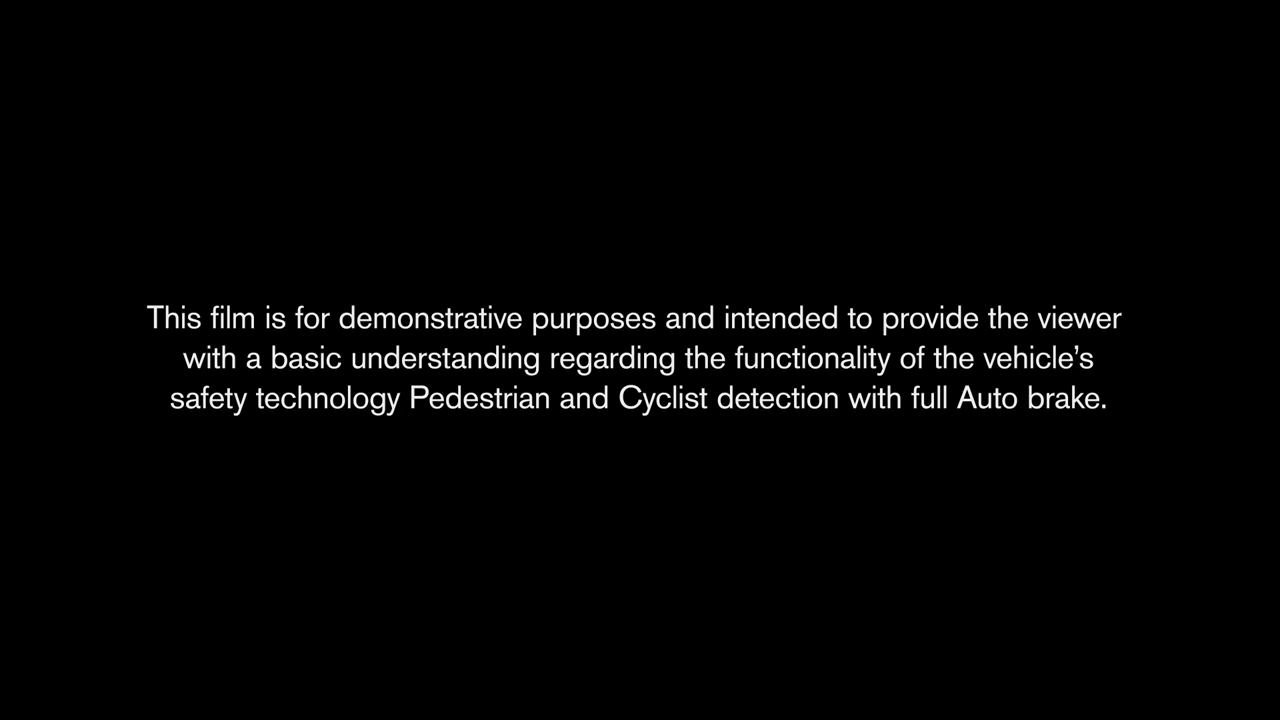 This film is for demonstrative purposes and intended to provide the viewer
with a basic understanding regarding the functionality of the vehicle's
safety technology Pedestrian and Cyclist detection with full Auto brake.